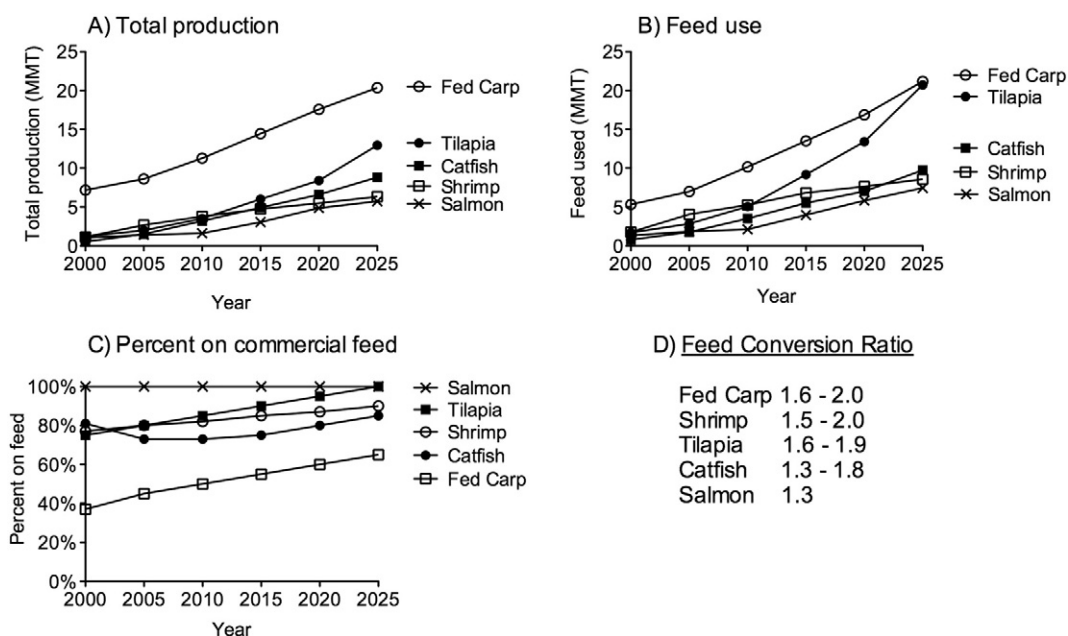 A) Total production
Total production (MMT)
25
20
15
10
5
0
2000 2005 2010 2015 2020 2025
Year
Fed Carp
Tilapia
Catfish
Shrimp
Salmon
B) Feed use
Feed used (MMT)
25
20
15
10
5
0
2000 2005 2010 2015 2020 2025
Year
Fed Carp
Tilapia
Catfish
Shrimp
Salmon
C) Percent on commercial feed
Percent on feed
100%
80%
60%
40%
20%
0%
2000 2005 2010 2015 2020 2025
Year
Salmon
Tilapia
Shrimp
Catfish
Fed Carp
D) Feed Conversion Ratio
Fed Carp 1.6 - 2.0
Shrimp 1.5 - 2.0
Tilapia 1.6 - 1.9
Catfish 1.3 - 1.8
Salmon 1.3